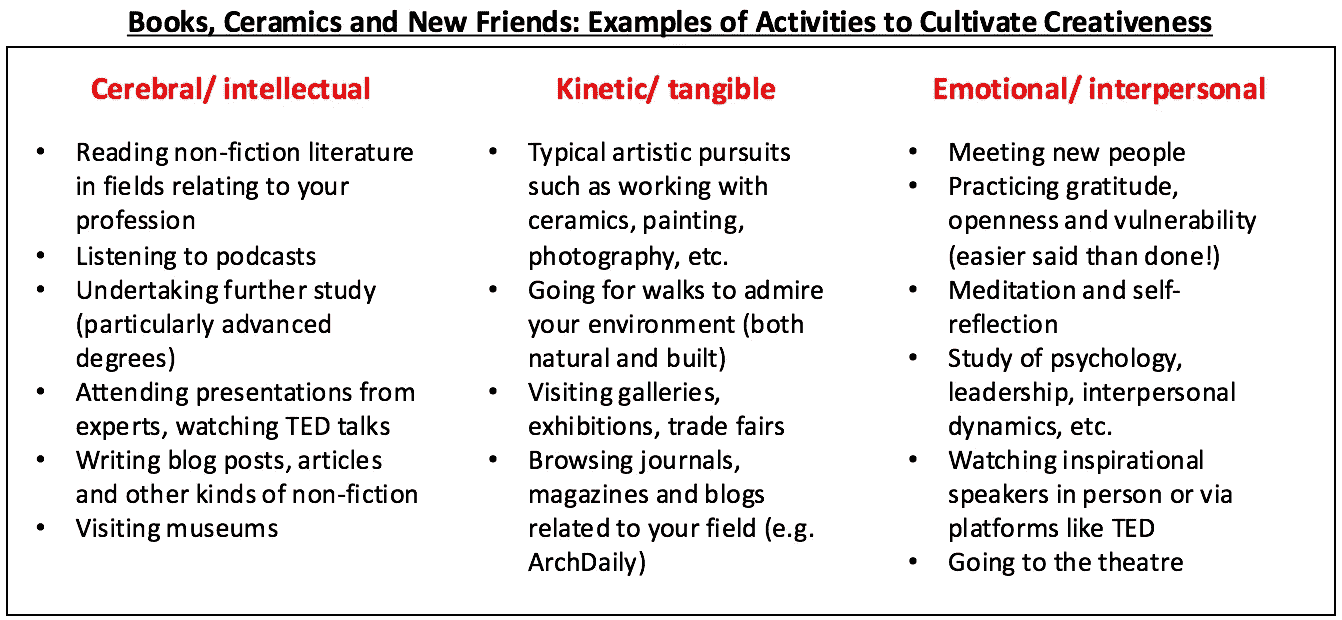 Books, Ceramics and New Friends: Examples of Activities to Cultivate Creativeness
Cerebral/ intellectual
• Reading non-fiction literature
in fields relating to your
profession
• Listening to podcasts
• Undertaking further study
(particularly advanced
degrees)
• Attending presentations from
experts, watching TED talks
• Writing blog posts, articles
and other kinds of non-fiction
• Visiting museums
Kinetic/ tangible
• Typical artistic pursuits
such as working with
ceramics, painting,
photography, etc.
• Going for walks to admire
your environment (both
natural and built)
• Visiting galleries,
exhibitions, trade fairs
• Browsing journals,
magazines and blogs
related to your field (e.g.
ArchDaily)
Emotional/ interpersonal
• Meeting new people
• Practicing gratitude,
openness and vulnerability
(easier said than done!)
• Meditation and self-
reflection
• Study of psychology,
leadership, interpersonal
dynamics, etc.
• Watching inspirational
speakers in person or via
platforms like TED
• Going to the theatre